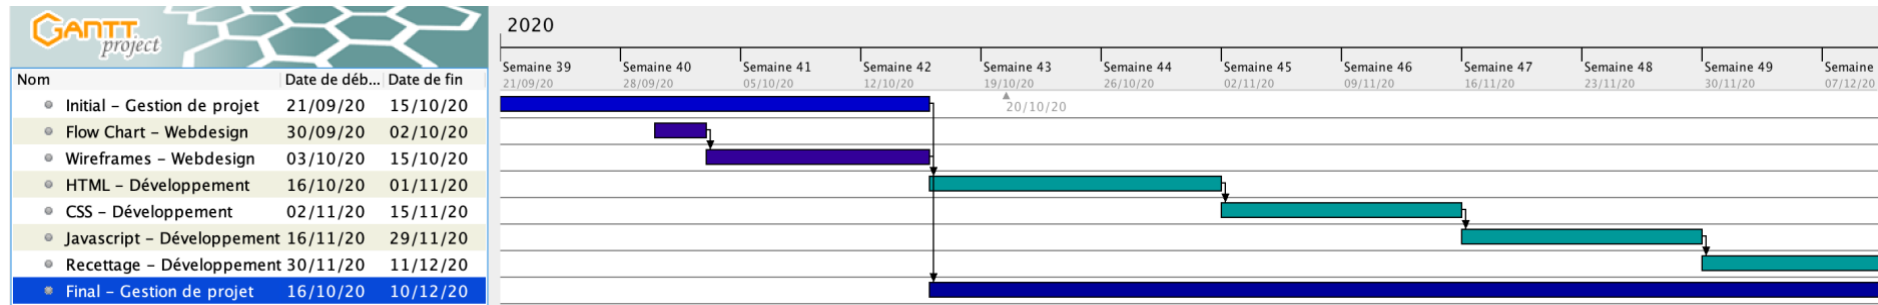 GANTT
project
2020
Semaine 39 Semaine 40 Semaine 41 Semaine 42 Semaine 43 Semaine 44 Semaine 45 Semaine 46 Semaine 47 Semaine 48 Semaine 49 Semaine
Nom Date de déb... Date de fin
21/09/20 28/09/20 05/10/20 12/10/20 19/10/20 26/10/20 02/11/20 09/11/20 16/11/20 23/11/20 30/11/20 07/12/20
Initial – Gestion de projet 21/09/20 15/10/20
20/10/20
Flow Chart – Webdesign 30/09/20 02/10/20
Wireframes – Webdesign 03/10/20 15/10/20
HTML – Développement 16/10/20 01/11/20
CSS – Développement 02/11/20 15/11/20
Javascript – Développement 16/11/20 29/11/20
Recettage – Développement 30/11/20 11/12/20
Final – Gestion de projet 16/10/20 10/12/20